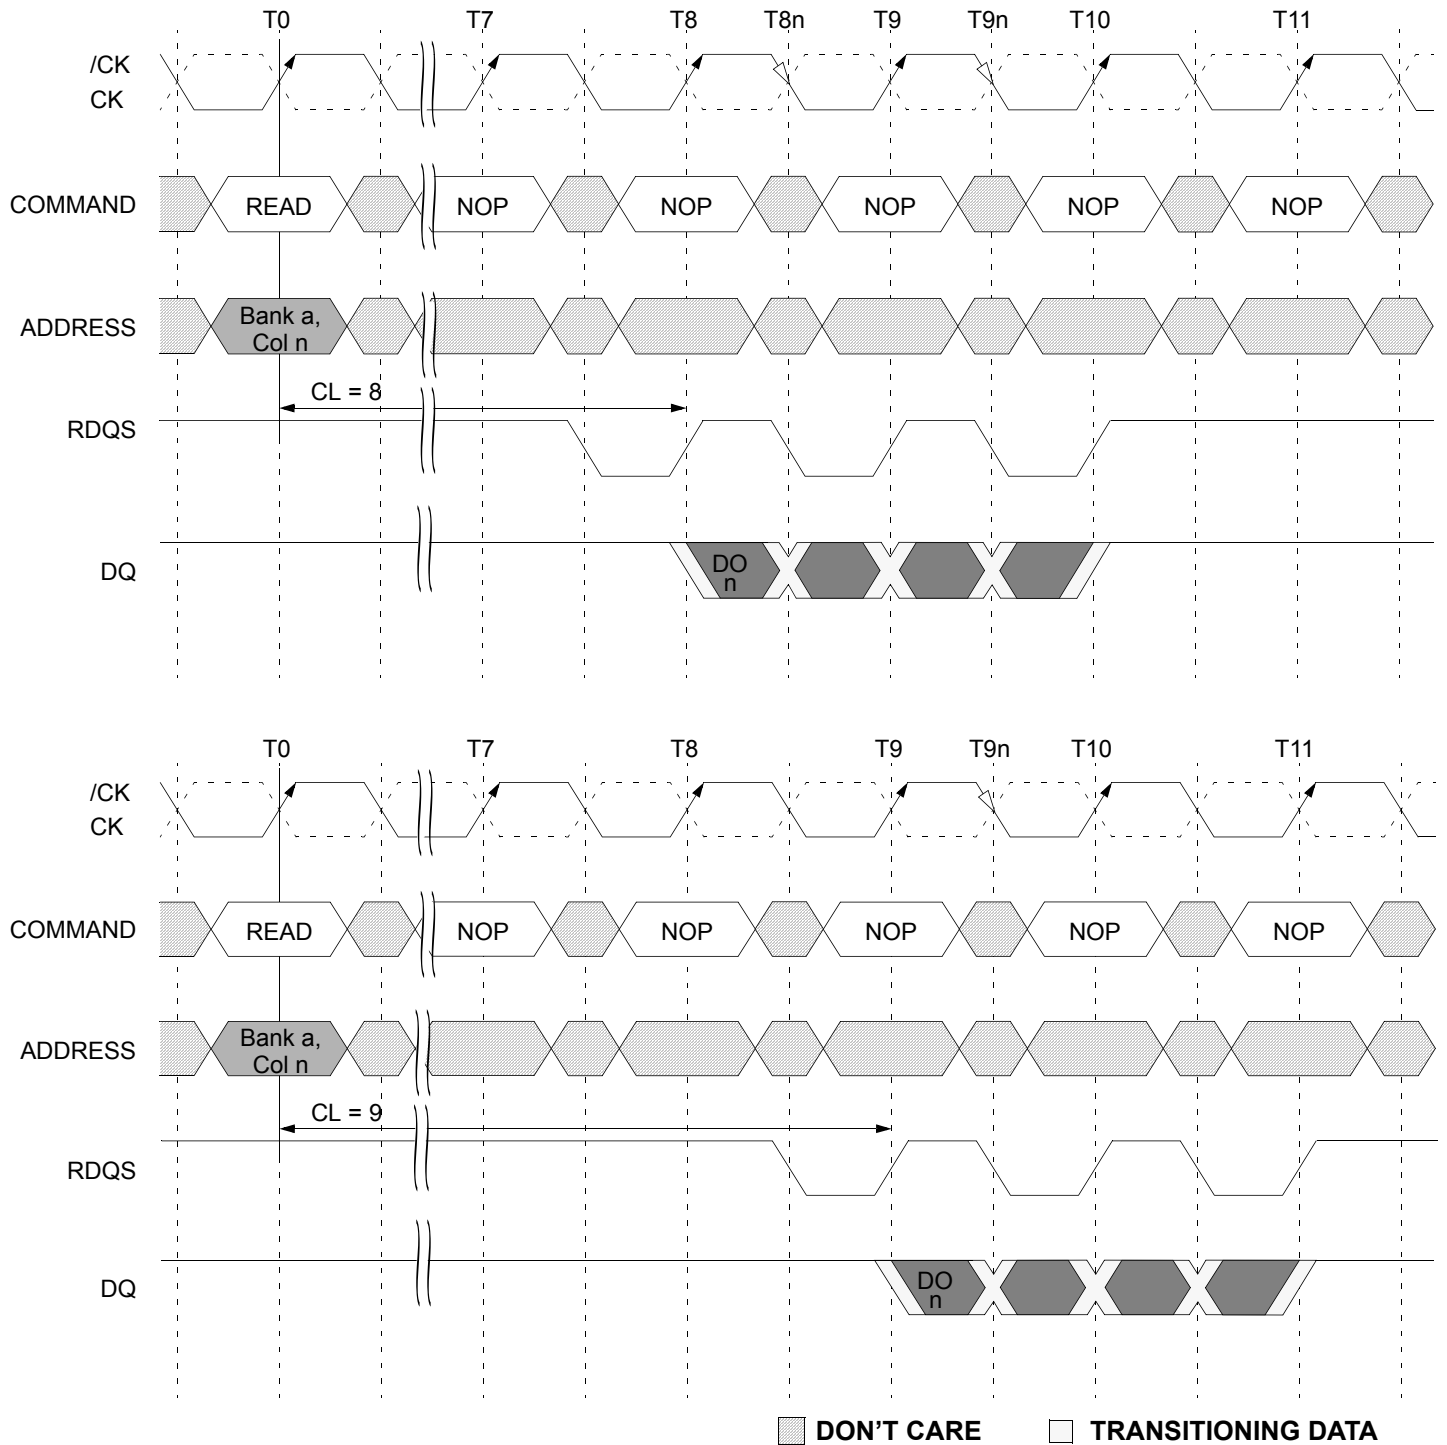 T0 T7 T8 T8n T9 T9n T10 T11
/CK
CK
COMMAND READ NOP NOP NOP NOP NOP
ADDRESS Bank a,
Col n
CL = 8
RDQS
DQ DO
n
T0 T7 T8 T9 T9n T10 T11
/CK
CK
COMMAND READ NOP NOP NOP NOP NOP
ADDRESS Bank a,
Col n
CL = 9
RDQS
DQ DO
n
DON'T CARE TRANSITIONING DATA